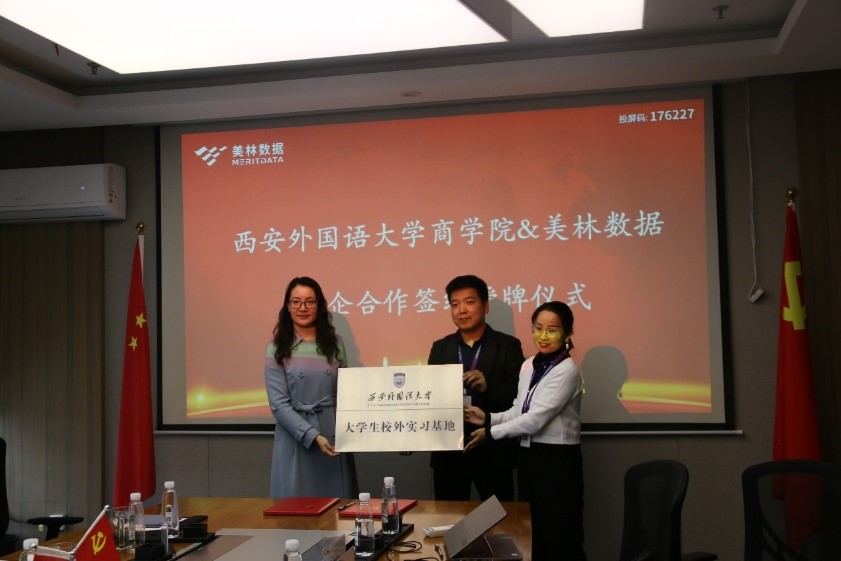 美林数据
MERITDATA
投屏码: 176227
西安外国语大学商学院&美林数据
企合作签 牌仪式
西安外国语大学
大学生校外实习基地